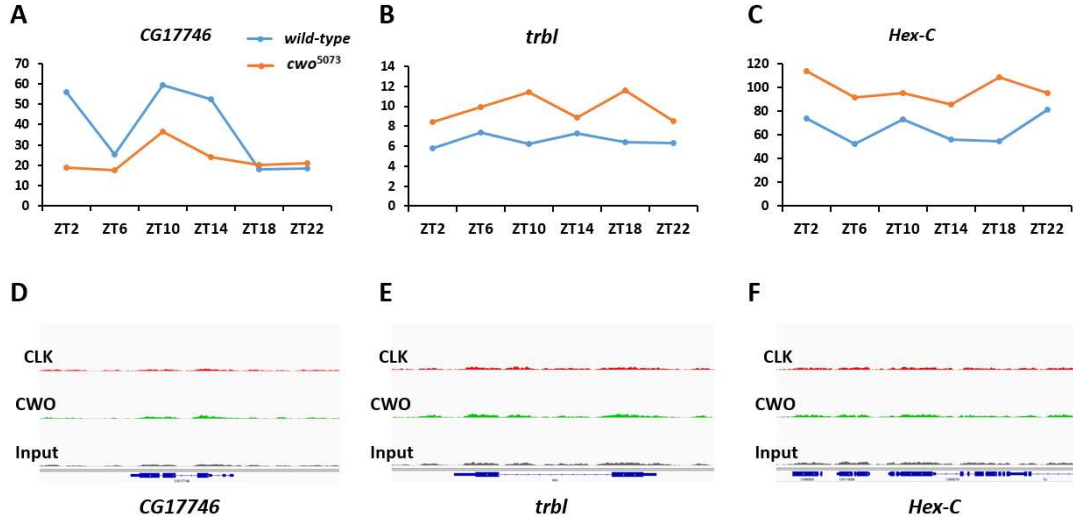 A
CG17746
wild-type
cwo5073
70
60
50
40
30
20
10
0
ZT2 ZT6 ZT10 ZT14 ZT18 ZT22
B
trbl
14
12
10
8
6
4
2
0
ZT2 ZT6 ZT10 ZT14 ZT18 ZT22
C
Hex-C
120
100
80
60
40
20
0
ZT2 ZT6 ZT10 ZT14 ZT18 ZT22
D
CLK
CWO
Input
CG17746
CG17746
E
CLK
CWO
Input
trbl
F
CLK
CWO
Input
Hex-C